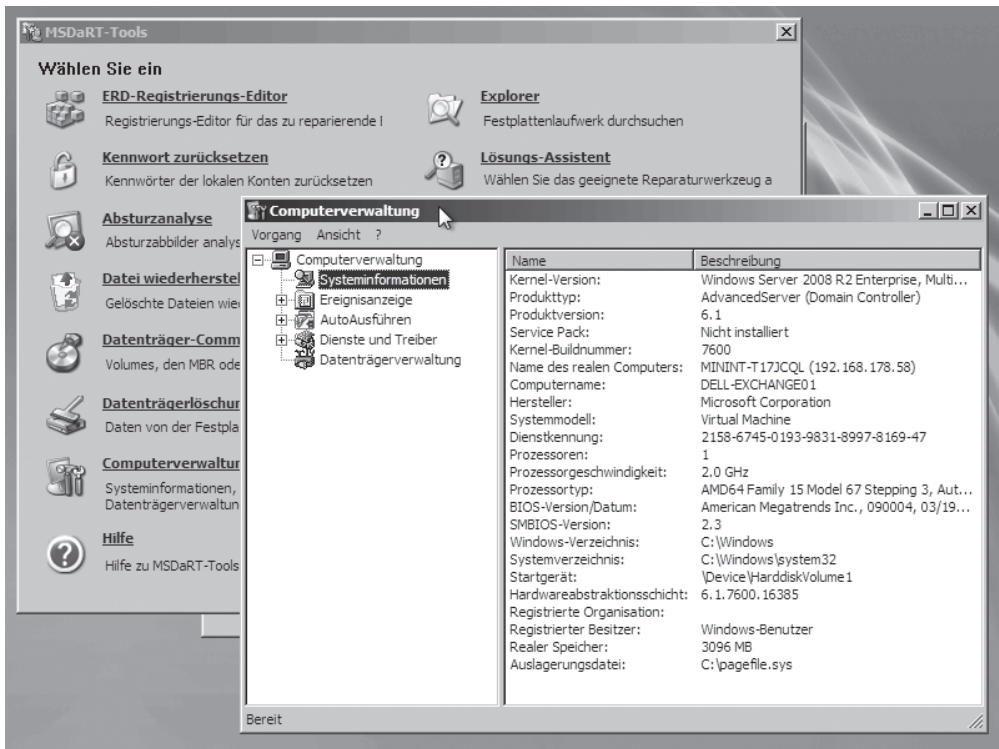 MSDaRT-Tools
Wählen Sie ein
ERD-Registrierungs-Editor
Registrierungs-Editor für das zu reparierende
Explorer
Festplattenlaufwerk durchsuchen
Kennwort zurücksetzen
Kennwörter der lokalen Konten zurücksetzen
Lösungs-Assistent
Wählen Sie das geeignete Reparaturwerkzeug a
Absturzanalyse
Absturzabbilder analys
Datei wiederherstel
Gelöschte Dateien wie
Datenträger-Comm
Volumes, den MBR ode
Datenträgerlöschur
Daten von der Festpla
Computerverwaltur
Systeminformationen,
Datenträgerverwaltun
Hilfe
Hilfe zu MSDaRT-Tools
Computerverwaltung
Vorgang Ansicht ?
Computerverwaltung
Systeminformationen
Ereignisanzeige
AutoAusführen
Dienste und Treiber
Datenträgerverwaltung
Name Beschreibung
Kernel-Version: Windows Server 2008 R2 Enterprise, Multi...
Produkttyp: AdvancedServer (Domain Controller)
Produktversion: 6.1
Service Pack: Nicht installiert
Kernel-Buildnummer: 7600
Name des realen Computers: MININT-T17JCQL (192.168.178.58)
Computername: DELL-EXCHANGE01
Hersteller: Microsoft Corporation
Systemmodell: Virtual Machine
Dienstkennung: 2158-6745-0193-9831-8997-8169-47
Prozessoren: 1
Prozessorgeschwindigkeit: 2.0 GHz
Prozessortyp: AMD64 Family 15 Model 67 Stepping 3, Aut...
BIOS-Version/Datum: American Megatrends Inc., 090004, 03/19...
SMBIOS-Version: 2.3
Windows-Verzeichnis: C:\Windows
Systemverzeichnis: C:\Windows\system32
Startgerät: \Device\HarddiskVolume1
Hardwareabstraktionsschicht: 6.1.7600.16385
Registrierte Organisation:
Registrierter Besitzer: Windows-Benutzer
Realer Speicher: 3096 MB
Auslagerungsdatei: C:\pagefile.sys
Bereit